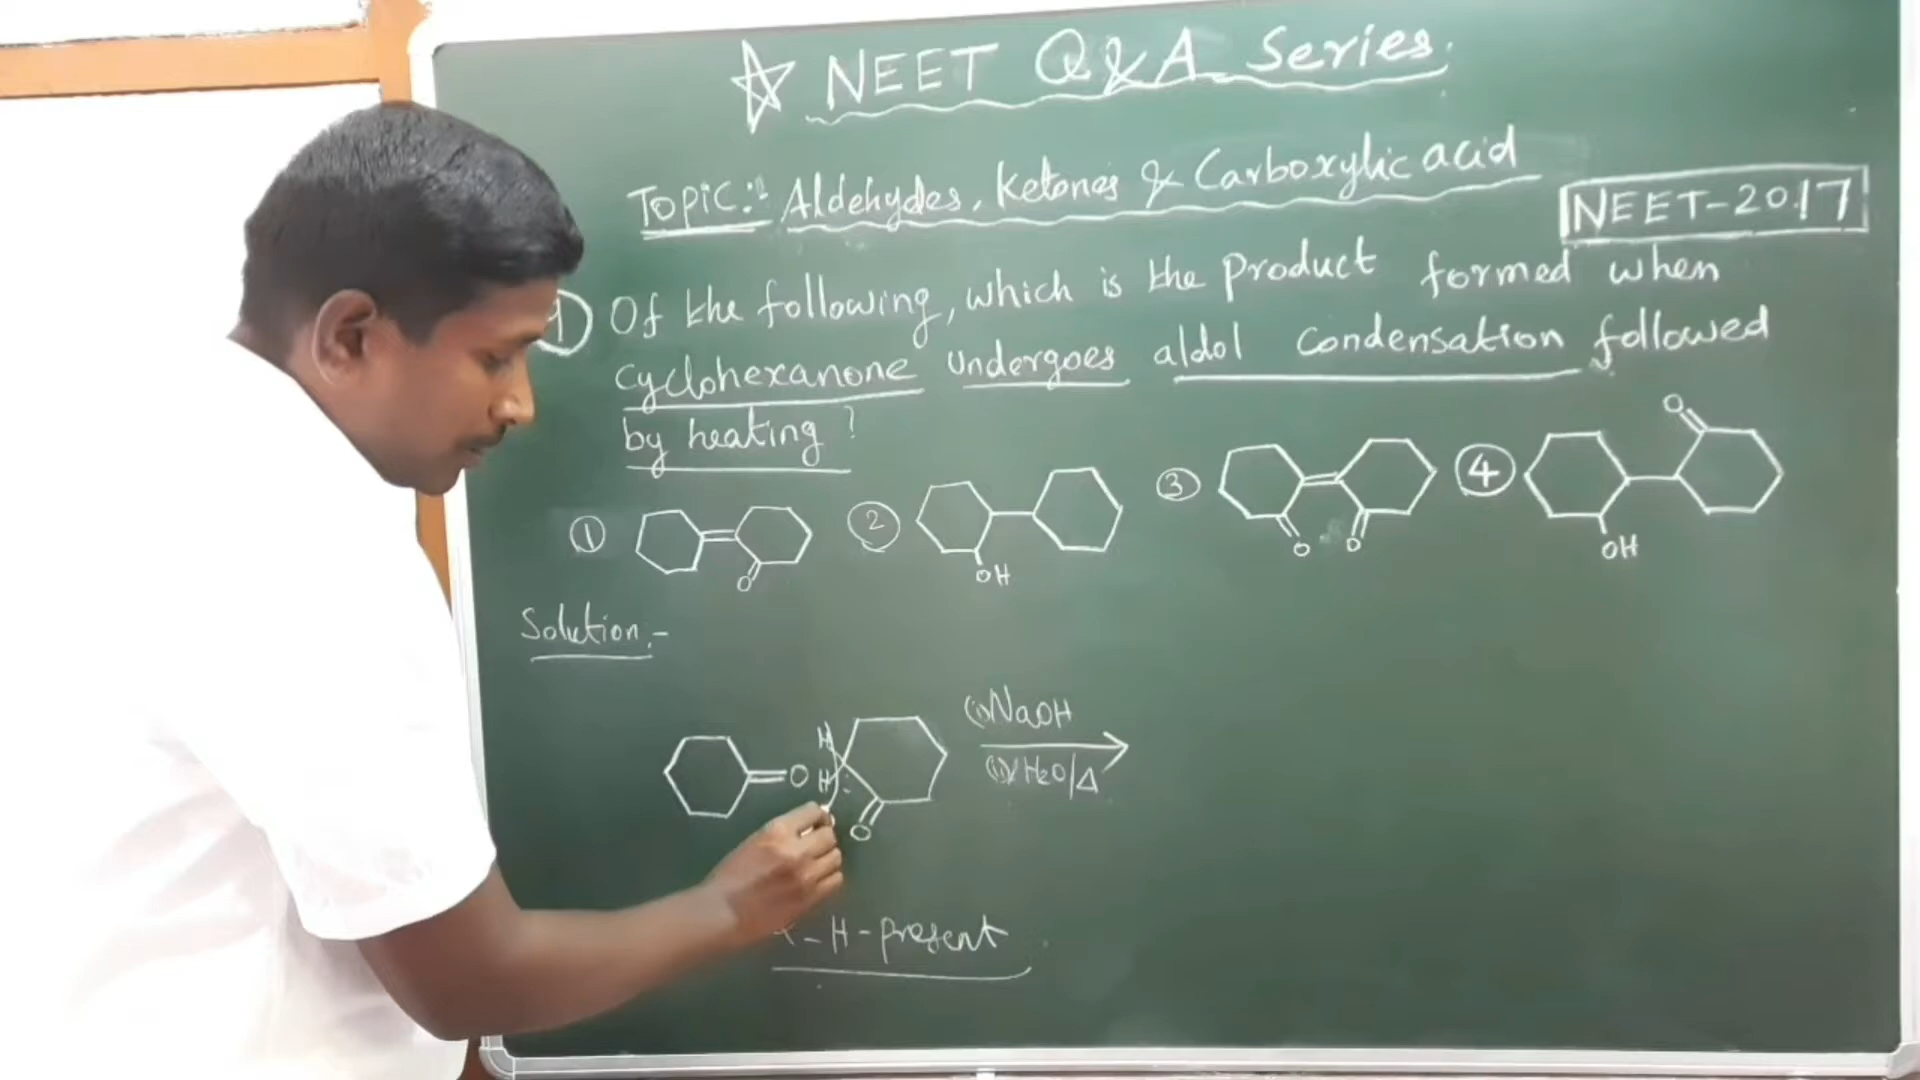 ☆ NEET Q&A Series.
Topic:- Aldehydes, Ketones & Carboxylic acid
NEET-2017
Of the following, which is the product formed when
cyclohexanone undergoes aldol condensation followed
by heating?
① ② ③ ④
O OH O O OH O
Solution:-
(i) NaOH
(ii) H2O/Δ
O H H O
-H-present